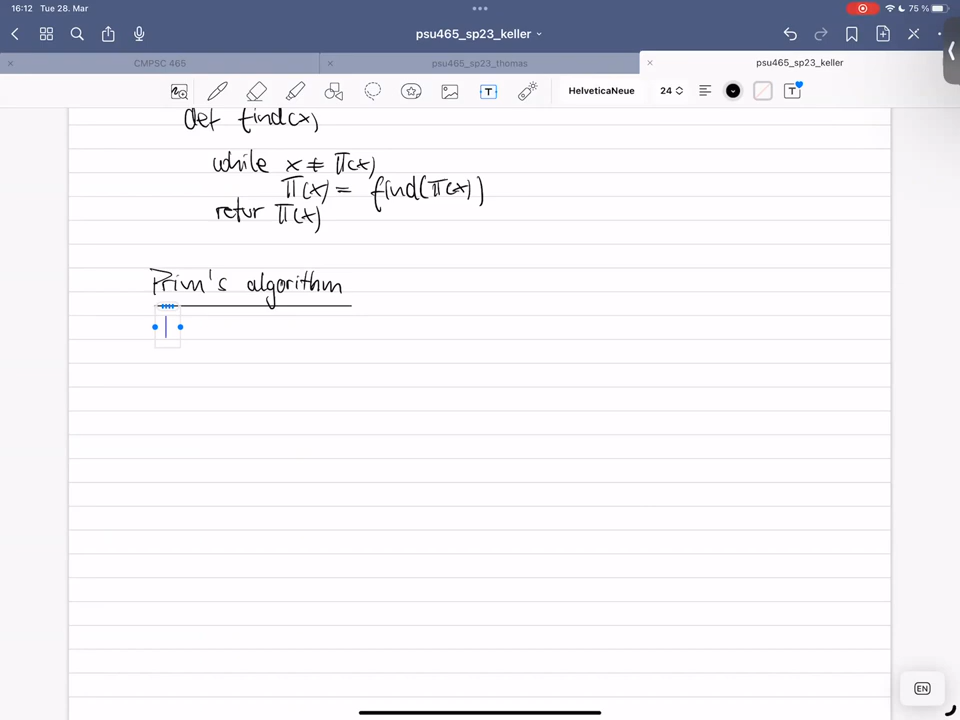 16:12 Tue 28. Mar
75 %
psu465_sp23_keller
CMPSC 465
psu465_sp23_thomas
psu465_sp23_keller
T
HelveticaNeue
24
T
def find(x)
while x ≠ π(x)
π(x) = find(π(x))
retur π(x)
Prim's algorithm
EN